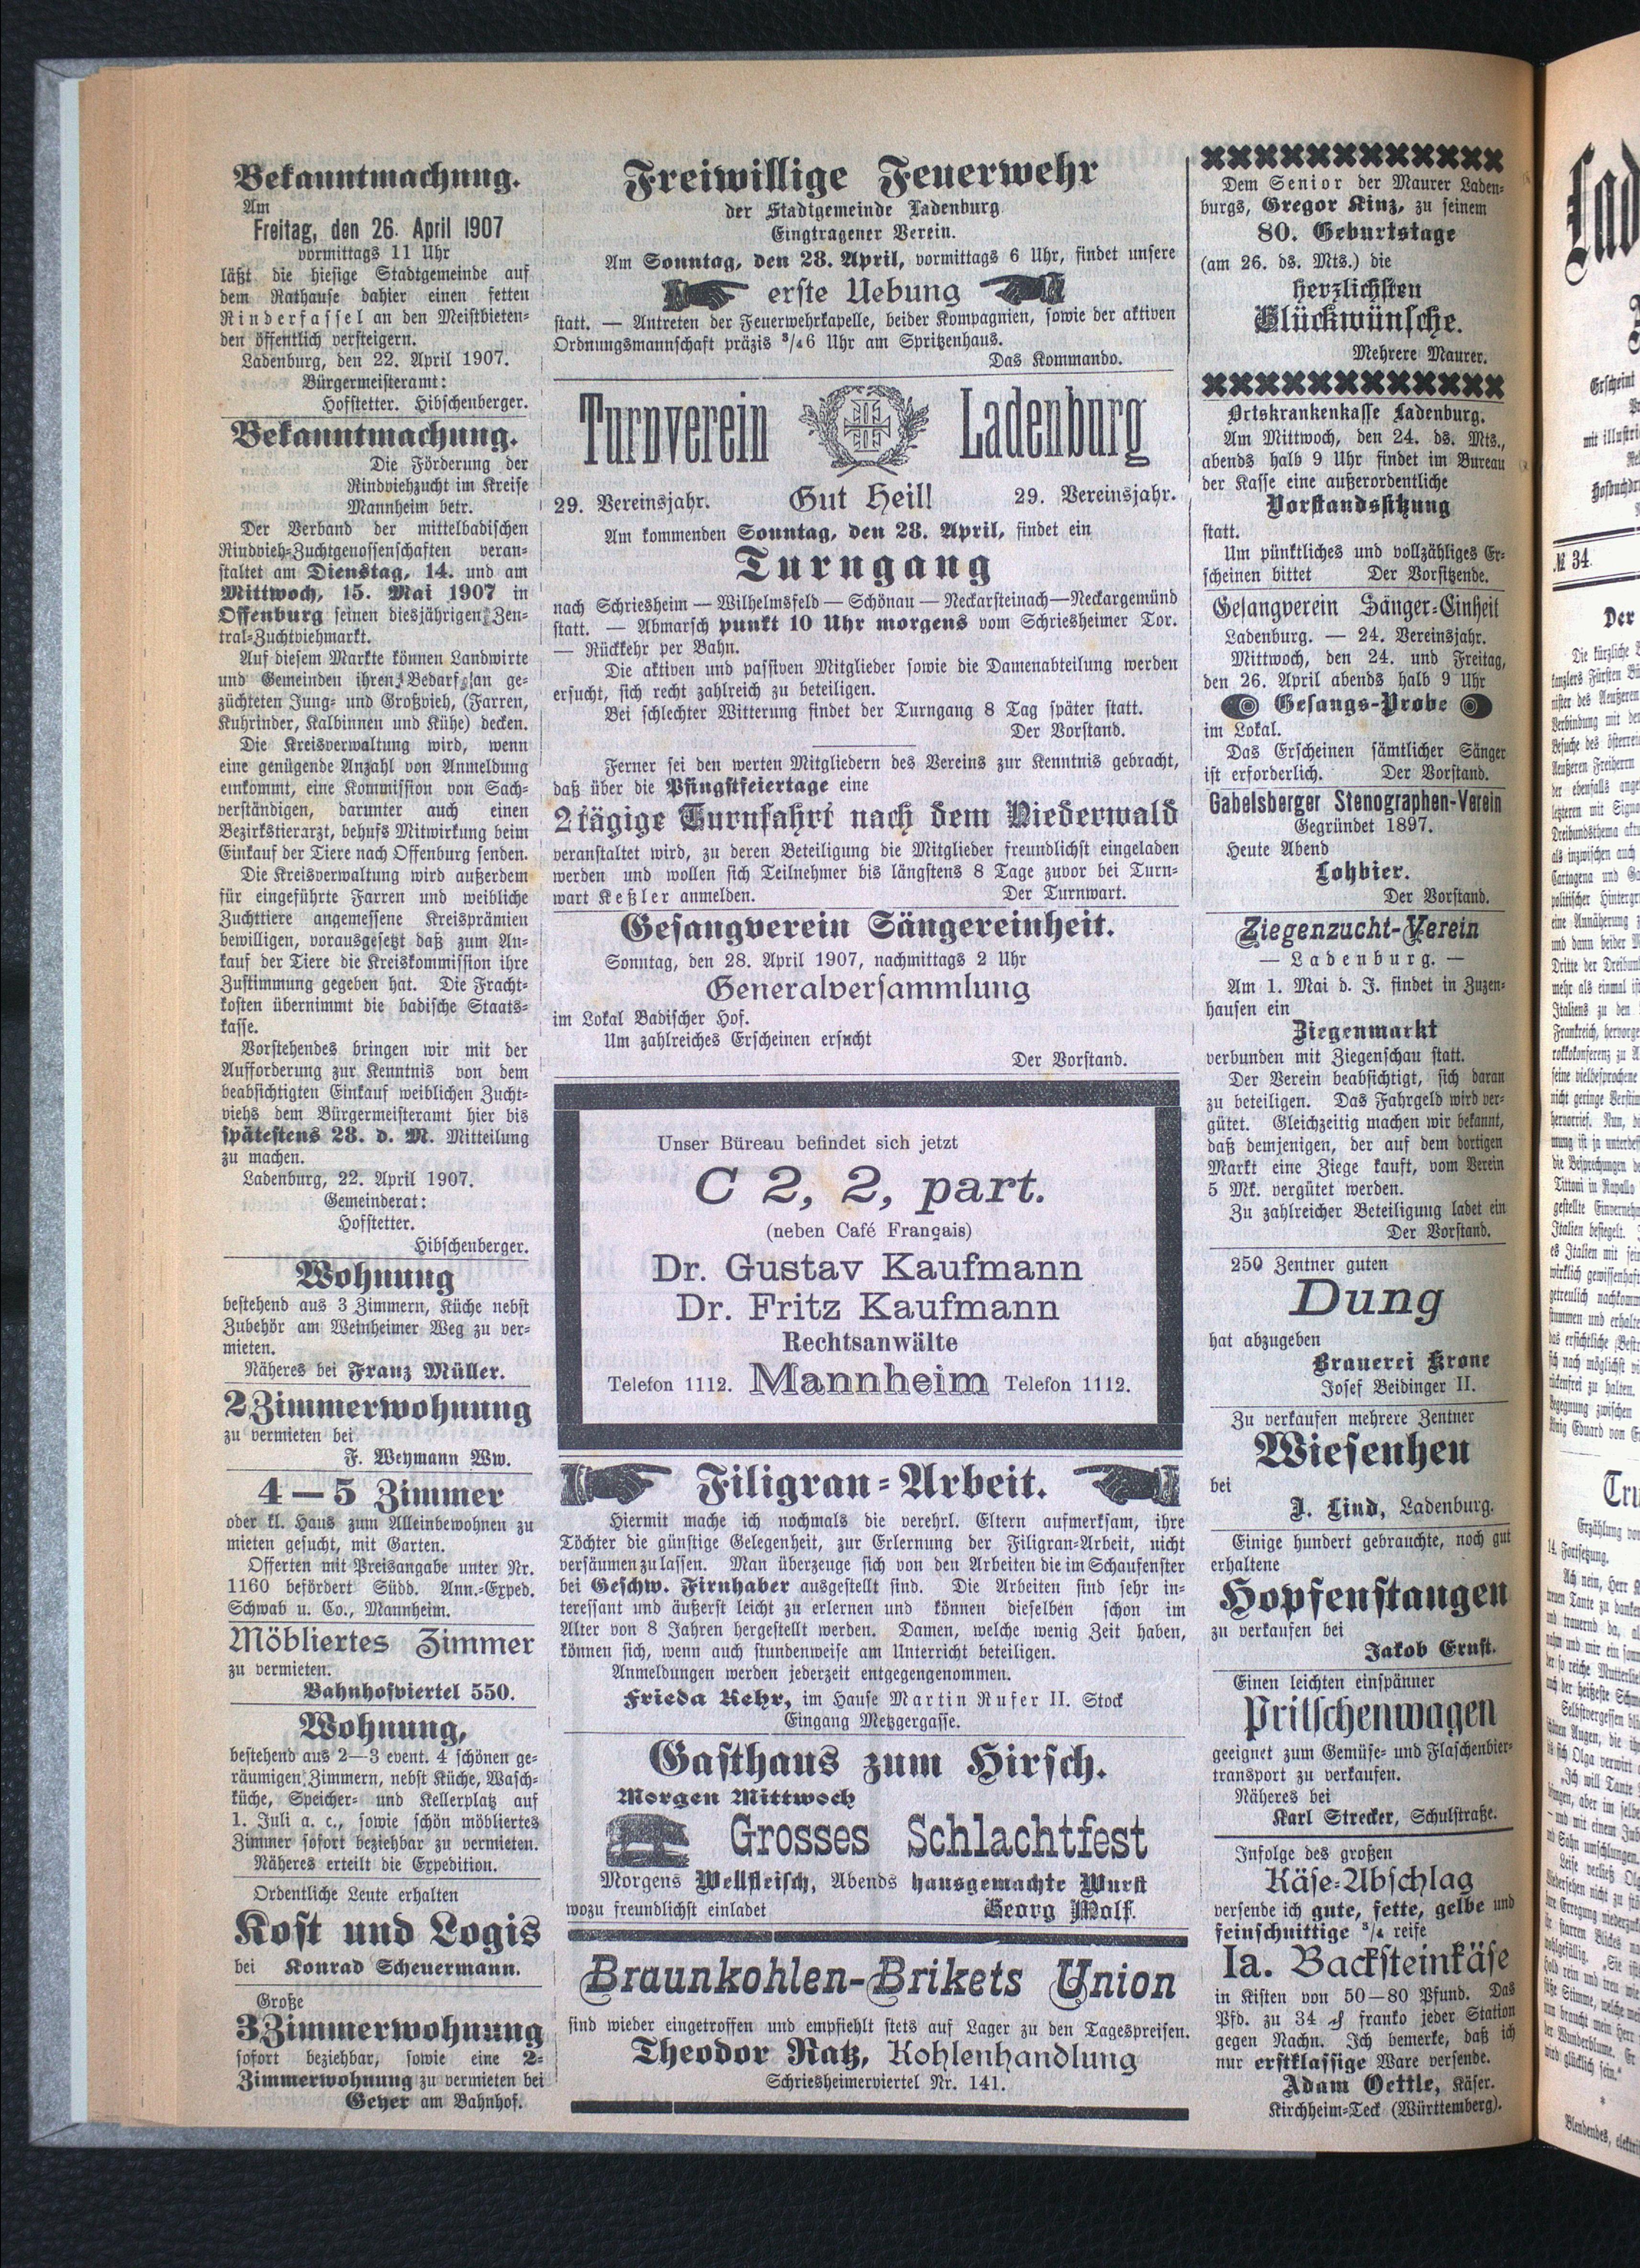 Bekanntmachung.
Am
Freitag, den 26. April 1907
vormittags 11 Uhr
läßt die hiesige Stadtgemeinde auf
dem Rathause dahier einen fetten
Rinderfassel an den Meistbieten-
den öffentlich versteigern.
Ladenburg, den 22. April 1907.
Bürgermeisteramt:
Hofstetter. Hibschenberger.
Bekanntmachung.
Die Förderung der
Rindviehzucht im Kreise
Mannheim betr.
Der Verband der mittelbadischen
Rindvieh-Zuchtgenossenschaften veran-
staltet am Dienstag, 14. und am
Mittwoch, 15. Mai 1907 in
Offenburg seinen diesjährigen Zen-
tral-Zuchtviehmarkt.
Auf diesem Markte können Landwirte
und Gemeinden ihren Bedarf an ge-
züchteten Jung- und Großvieh, (Farren,
Kuhrinder, Kalbinnen und Kühe) decken.
Die Kreisverwaltung wird, wenn
eine genügende Anzahl von Anmeldung
einkommt, eine Kommission von Sach-
verständigen, darunter auch einen
Bezirkstierarzt, behufs Mitwirkung beim
Einkauf der Tiere nach Offenburg senden.
Die Kreisverwaltung wird außerdem
für eingeführte Farren und weibliche
Zuchttiere angemessene Kreisprämien
bewilligen, vorausgesetzt daß zum An-
kauf der Tiere die Kreiskommission ihre
Zustimmung gegeben hat. Die Fracht-
kosten übernimmt die badische Staats-
kasse.
Vorstehendes bringen wir mit der
Aufforderung zur Kenntnis von dem
beabsichtigten Einkauf weiblichen Zucht-
viehs dem Bürgermeisteramt hier bis
spätestens 28. d. M. Mitteilung
zu machen.
Ladenburg, 22. April 1907.
Gemeinderat:
Hofstetter.
Hibschenberger.
Wohnung
bestehend aus 3 Zimmern, Küche nebst
Zubehör am Weinheimer Weg zu ver-
mieten.
Näheres bei Franz Müller.
2 Zimmerwohnung
zu vermieten bei
F. Weymann Ww.
4—5 Zimmer
oder kl. Haus zum Alleinbewohnen zu
mieten gesucht, mit Garten.
Offerten mit Preisangabe unter Nr.
1160 befördert Südd. Ann.-Exped.
Schwab u. Co., Mannheim.
Möbliertes Zimmer
zu vermieten.
Bahnhofviertel 550.
Wohnung,
bestehend aus 2—3 event. 4 schönen ge-
räumigen Zimmern, nebst Küche, Wasch-
küche, Speicher- und Kellerplatz auf
1. Juli a. c., sowie schön möbliertes
Zimmer sofort beziehbar zu vermieten.
Näheres erteilt die Expedition.
Ordentliche Leute erhalten
Kost und Logis
bei Konrad Scheuermann.
Große
3 Zimmerwohnung
sofort beziehbar, sowie eine 2-
Zimmerwohnung zu vermieten bei
Geyer am Bahnhof.
Freiwillige Feuerwehr
der Stadtgemeinde Ladenburg
Eingtragener Verein.
Am Sonntag, den 28. April, vormittags 6 Uhr, findet unsere
erste Uebung
statt. — Antreten der Feuerwehrkapelle, beider Kompagnien, sowie der aktiven
Ordnungsmannschaft präzis 3/46 Uhr am Spritzenhaus.
Das Kommando.
Turnverein Ladenburg
29. Vereinsjahr. Gut Heil! 29. Vereinsjahr.
Am kommenden Sonntag, den 28. April, findet ein
Turngang
nach Schriesheim — Wilhelmsfeld — Schönau — Neckarsteinach — Neckargemünd
statt. — Abmarsch punkt 10 Uhr morgens vom Schriesheimer Tor.
— Rückkehr per Bahn.
Die aktiven und passiven Mitglieder sowie die Damenabteilung werden
ersucht, sich recht zahlreich zu beteiligen.
Bei schlechter Witterung findet der Turngang 8 Tag später statt.
Der Vorstand.
Ferner sei den werten Mitgliedern des Vereins zur Kenntnis gebracht,
daß über die Pfingstfeiertage eine
2tägige Turnfahrt nach dem Niederwald
veranstaltet wird, zu deren Beteiligung die Mitglieder freundlichst eingeladen
werden und wollen sich Teilnehmer bis längstens 8 Tage zuvor bei Turn-
wart Keßler anmelden. Der Turnwart.
Gesangverein Sängereinheit.
Sonntag, den 28. April 1907, nachmittags 2 Uhr
Generalversammlung
im Lokal Badischer Hof.
Um zahlreiches Erscheinen ersucht
Der Vorstand.
Unser Büreau befindet sich jetzt
C 2, 2, part.
(neben Café Français)
Dr. Gustav Kaufmann
Dr. Fritz Kaufmann
Rechtsanwälte
Telefon 1112. Mannheim Telefon 1112.
Filigran-Arbeit.
Hiermit mache ich nochmals die verehrl. Eltern aufmerksam, ihre
Töchter die günstige Gelegenheit, zur Erlernung der Filigran-Arbeit, nicht
versäumen zu lassen. Man überzeuge sich von den Arbeiten die im Schaufenster
bei Geschw. Firnhaber ausgestellt sind. Die Arbeiten sind sehr in-
teressant und äußerst leicht zu erlernen und können dieselben schon im
Alter von 8 Jahren hergestellt werden. Damen, welche wenig Zeit haben,
können sich, wenn auch stundenweise am Unterricht beteiligen.
Anmeldungen werden jederzeit entgegengenommen.
Frieda Kehr, im Hause Martin Rufer II. Stock
Eingang Metzgergasse.
Gasthaus zum Hirsch.
Morgen Mittwoch
Grosses Schlachtfest
Morgens Wellfleisch, Abends hausgemachte Wurst
wozu freundlichst einladet Georg Wolf.
Braunkohlen-Brikets Union
sind wieder eingetroffen und empfiehlt stets auf Lager zu den Tagespreisen.
Theodor Ratz, Kohlenhandlung
Schriesheimerviertel Nr. 141.
Dem Senior der Maurer Laden-
burgs, Gregor Kinz, zu seinem
80. Geburtstage
(am 26. ds. Mts.) die
herzlichsten
Glückwünsche.
Mehrere Maurer.
Ortskrankenkasse Ladenburg.
Am Mittwoch, den 24. ds. Mts.,
abends halb 9 Uhr findet im Bureau
der Kasse eine außerordentliche
Vorstandssitzung
statt.
Um pünktliches und vollzähliges Er-
scheinen bittet Der Vorsitzende.
Gesangverein Sänger-Einheit
Ladenburg. — 24. Vereinsjahr.
Mittwoch, den 24. und Freitag,
den 26. April abends halb 9 Uhr
Gesangs-Probe
im Lokal.
Das Erscheinen sämtlicher Sänger
ist erforderlich. Der Vorstand.
Gabelsberger Stenographen-Verein
Gegründet 1897.
Heute Abend
Lohbier.
Der Vorstand.
Ziegenzucht-Verein
— Ladenburg. —
Am 1. Mai d. J. findet in Zuzen-
hausen ein
Ziegenmarkt
verbunden mit Ziegenschau statt.
Der Verein beabsichtigt, sich daran
zu beteiligen. Das Fahrgeld wird ver-
gütet. Gleichzeitig machen wir bekannt,
daß demjenigen, der auf dem dortigen
Markt eine Ziege kauft, vom Verein
5 Mk. vergütet werden.
Zu zahlreicher Beteiligung ladet ein
Der Vorstand.
250 Zentner guten
Dung
hat abzugeben
Brauerei Krone
Josef Beidinger II.
Zu verkaufen mehrere Zentner
Wiesenheu
bei
J. Lind, Ladenburg.
Einige hundert gebrauchte, noch gut
erhaltene
Hopfenstangen
zu verkaufen bei
Jakob Ernst.
Einen leichten einspänner
Pritschenwagen
geeignet zum Gemüse- und Flaschenbier-
transport zu verkaufen.
Näheres bei
Karl Strecker, Schulstraße.
Infolge des großen
Käse-Abschlag
versende ich gute, fette, gelbe und
feinschnittige 3/4 reife
Ia. Backsteinkäse
in Kisten von 50—80 Pfund. Das
Pfd. zu 34 ₰ franko jeder Station
gegen Nachn. Ich bemerke, daß ich
nur erstklassige Ware versende.
Adam Oettle, Käser.
Kirchheim-Teck (Württemberg).
Lad
Erscheint
mit illustri
№ 34.
Der